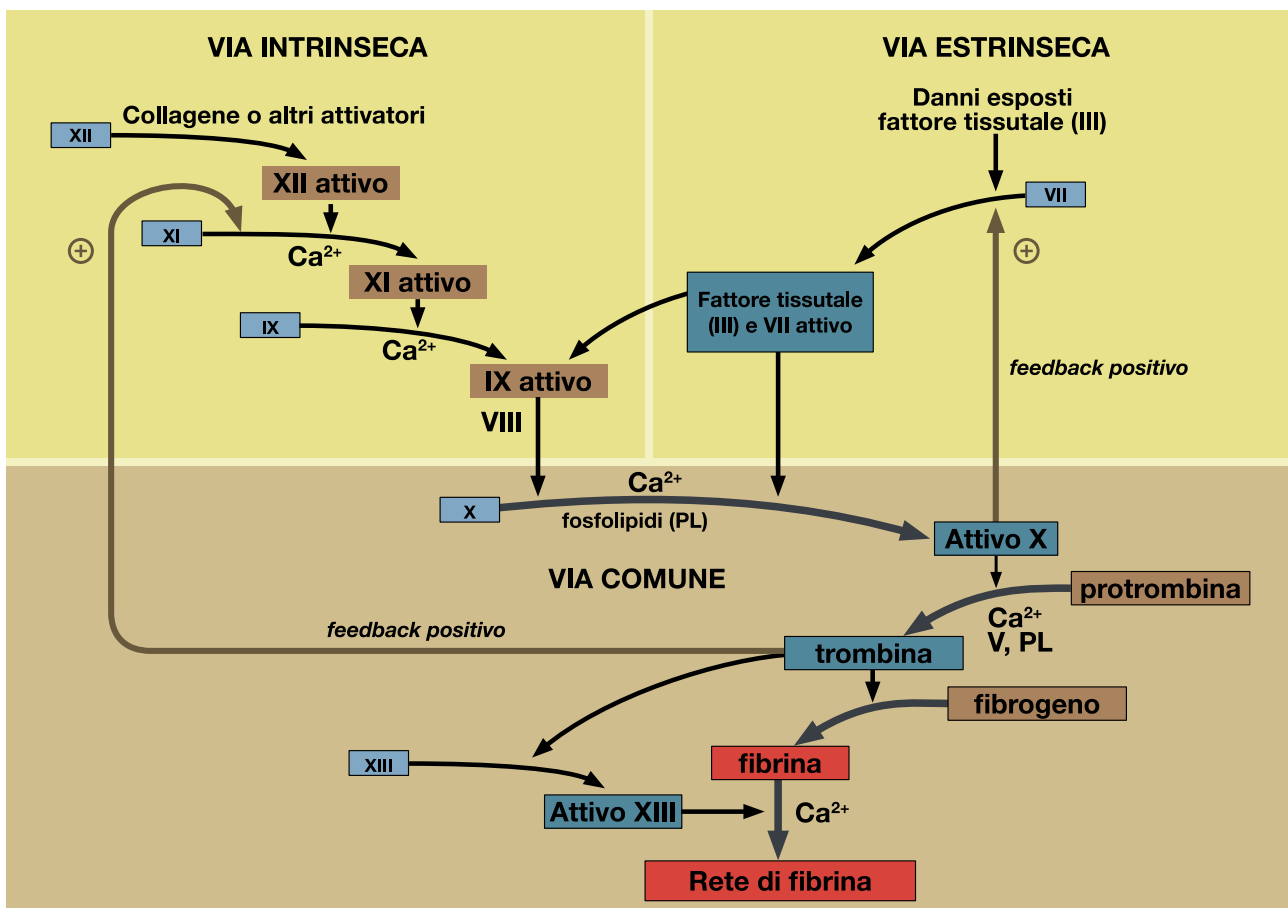 VIA INTRINSECA
VIA ESTRINSECA
Collagene o altri attivatori
XII
XII attivo
XI
Ca²⁺
XI attivo
IX
Ca²⁺
IX attivo
VIII
Danni esposti
fattore tissutale (III)
VII
Fattore tissutale
(III) e VII attivo
feedback positivo
+
+
Ca²⁺
X
fosfolipidi (PL)
Attivo X
VIA COMUNE
protrombina
Ca²⁺
V, PL
feedback positivo
trombina
fibrogeno
XIII
fibrina
Attivo XIII
Ca²⁺
Rete di fibrina